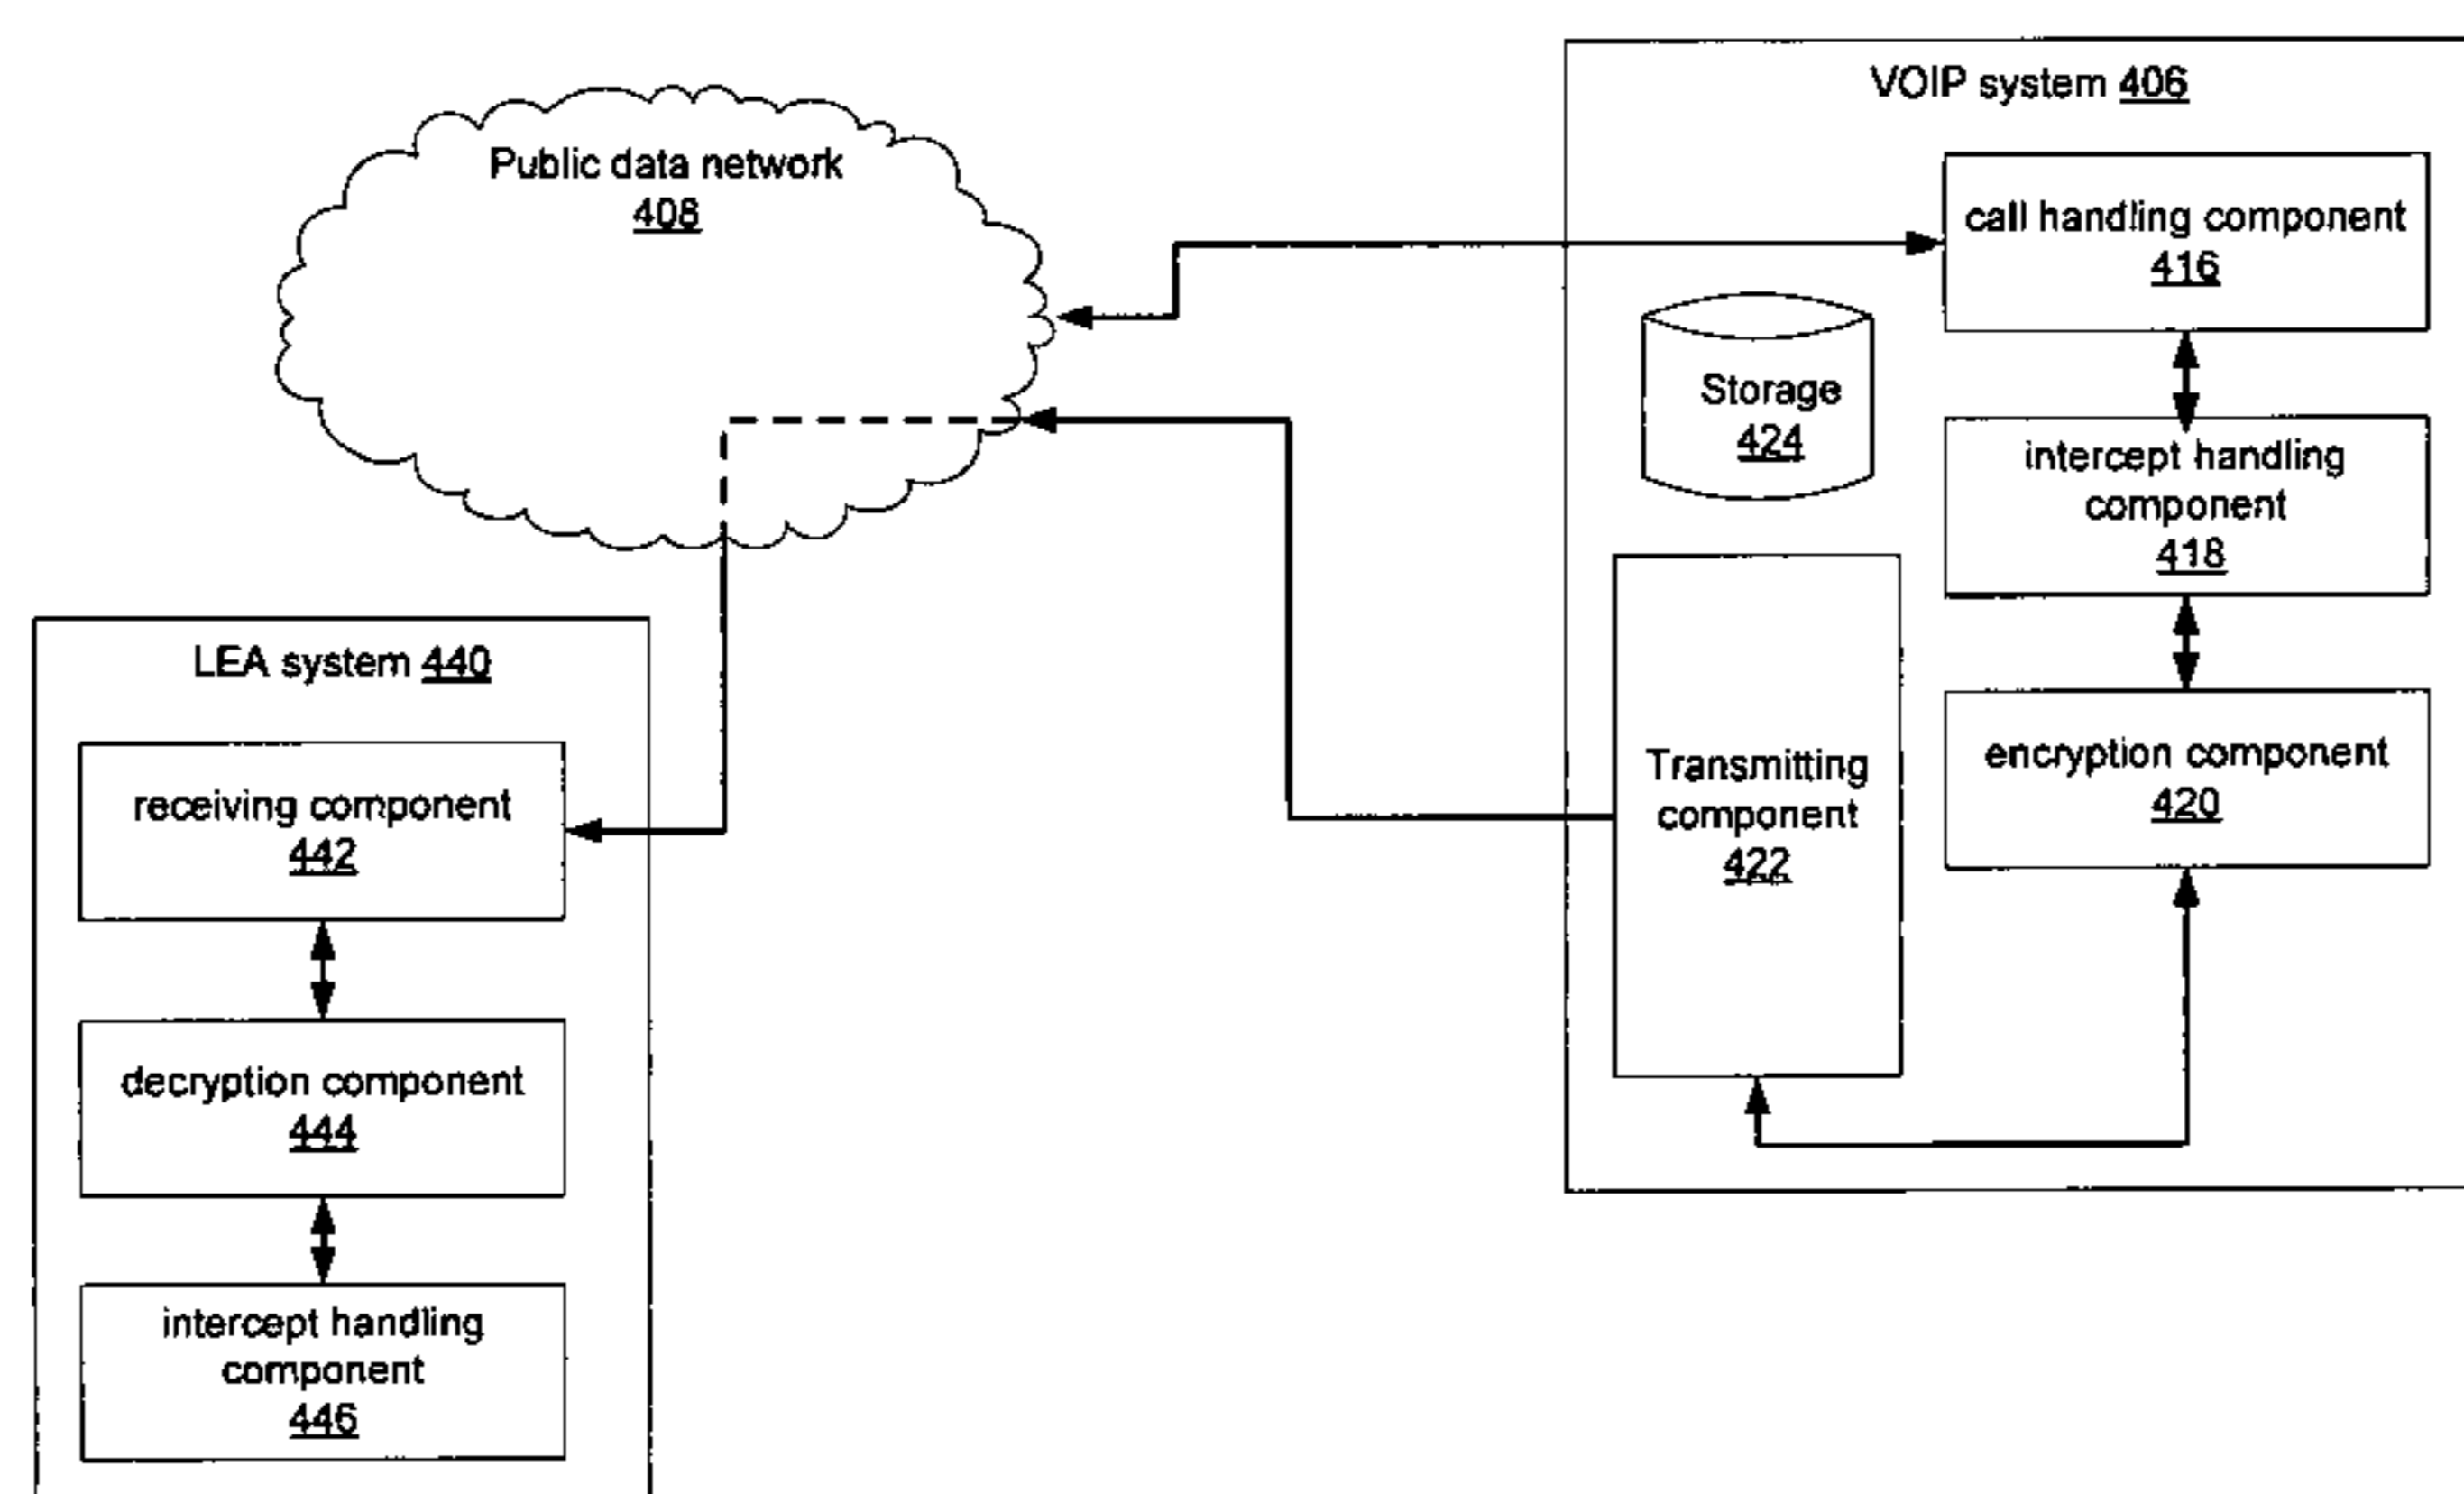 Public data network
408
VOIP system 406
call handling component
416
Storage
424
intercept handling
component
418
Transmitting
component
422
encryption component
420
LEA system 440
receiving component
442
decryption component
444
intercept handling
component
446